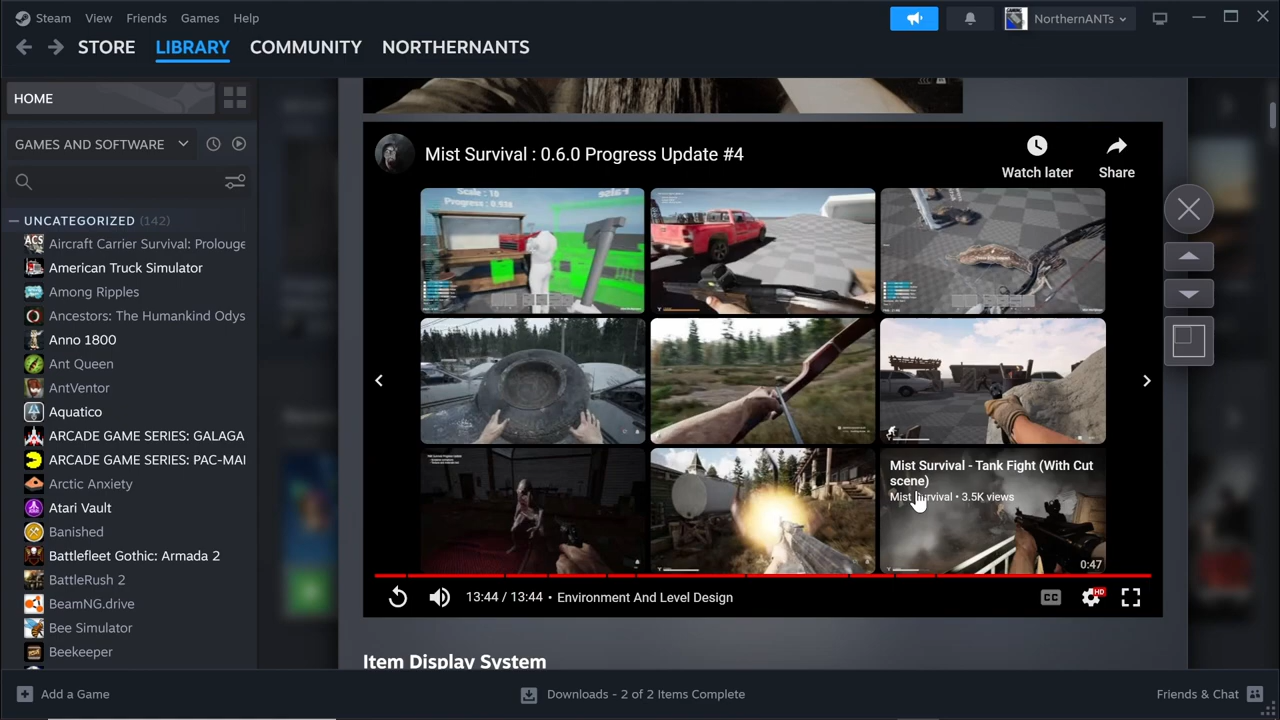 Steam View Friends Games Help
NorthernANTs
STORE LIBRARY COMMUNITY NORTHERNANTS
HOME
GAMES AND SOFTWARE
UNCATEGORIZED (142)
Aircraft Carrier Survival: Prolouge
American Truck Simulator
Among Ripples
Ancestors: The Humankind Odys
Anno 1800
Ant Queen
AntVentor
Aquatico
ARCADE GAME SERIES: GALAGA
ARCADE GAME SERIES: PAC-MAN
Arctic Anxiety
Atari Vault
Banished
Battlefleet Gothic: Armada 2
BattleRush 2
BeamNG.drive
Bee Simulator
Beekeeper
Mist Survival : 0.6.0 Progress Update #4
Watch later
Share
Scale : 10
Mist Survival - Tank Fight (With Cut
scene)
Mist Survival • 3.5K views
0:47
13:44 / 13:44 • Environment And Level Design
CC
HD
Item Display System
Add a Game
Downloads - 2 of 2 Items Complete
Friends & Chat